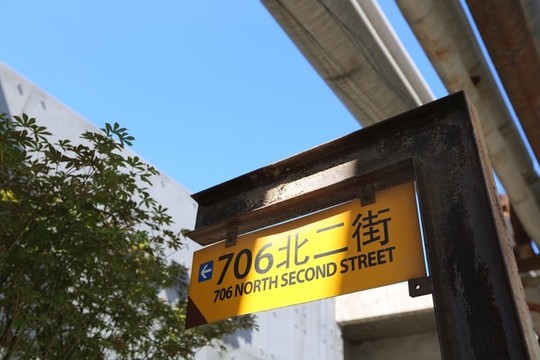 706北二街
706 NORTH SECOND STREET